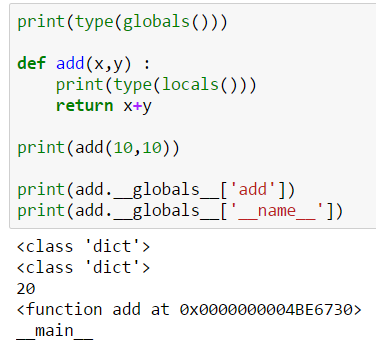 print(type(globals()))
def add(x,y) :
    print(type(locals()))
    return x+y
print(add(10,10))
print(add.__globals__['add'])
print(add.__globals__['__name__'])
<class 'dict'>
<class 'dict'>
20
<function add at 0x0000000004BE6730>
__main__